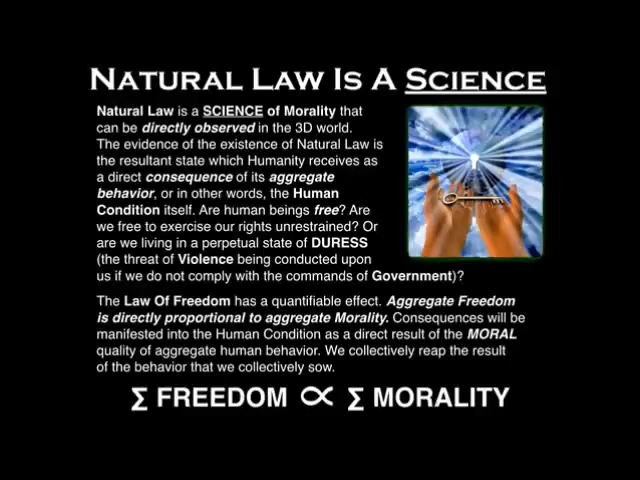 NATURAL LAW IS A SCIENCE
Natural Law is a SCIENCE of Morality that
can be directly observed in the 3D world.
The evidence of the existence of Natural Law is
the resultant state which Humanity receives as
a direct consequence of its aggregate
behavior, or in other words, the Human
Condition itself. Are human beings free? Are
we free to exercise our rights unrestrained? Or
are we living in a perpetual state of DURESS
(the threat of Violence being conducted upon
us if we do not comply with the commands of Government)?
The Law Of Freedom has a quantifiable effect. Aggregate Freedom
is directly proportional to aggregate Morality. Consequences will be
manifested into the Human Condition as a direct result of the MORAL
quality of aggregate human behavior. We collectively reap the result
of the behavior that we collectively sow.
∑ FREEDOM ∝ ∑ MORALITY